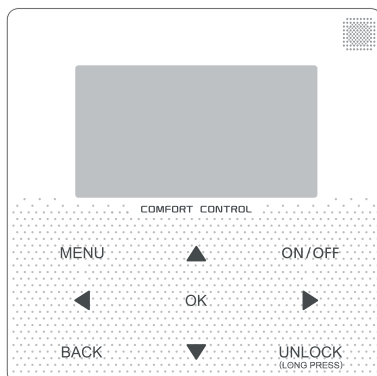 COMFORT CONTROL
MENU ON/OFF
OK
BACK UNLOCK
(LONG PRESS)